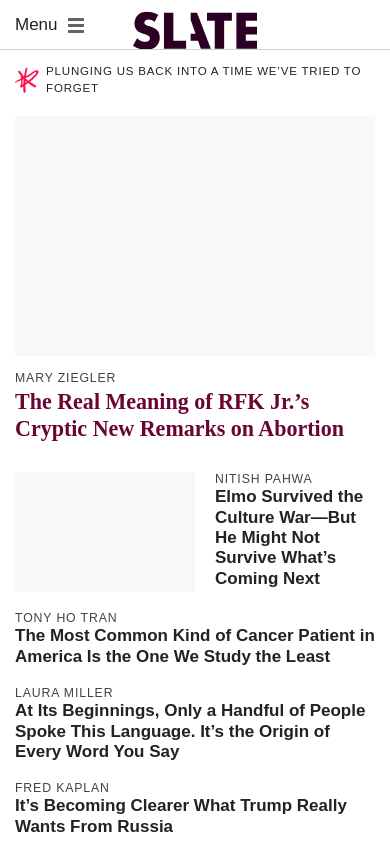 Menu
SLATE
PLUNGING US BACK INTO A TIME WE’VE TRIED TO
FORGET
MARY ZIEGLER
The Real Meaning of RFK Jr.’s
Cryptic New Remarks on Abortion
NITISH PAHWA
Elmo Survived the
Culture War—But
He Might Not
Survive What’s
Coming Next
TONY HO TRAN
The Most Common Kind of Cancer Patient in
America Is the One We Study the Least
LAURA MILLER
At Its Beginnings, Only a Handful of People
Spoke This Language. It’s the Origin of
Every Word You Say
FRED KAPLAN
It’s Becoming Clearer What Trump Really
Wants From Russia